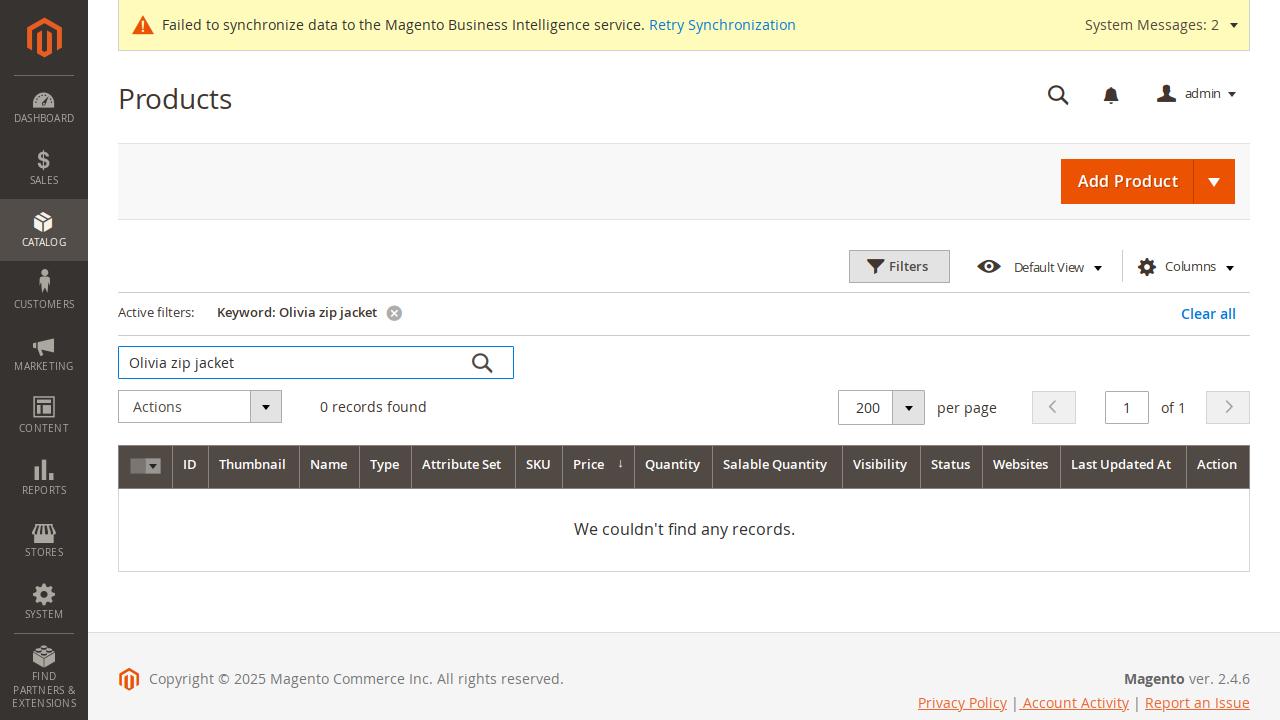 Failed to synchronize data to the Magento Business Intelligence service. Retry Synchronization
System Messages: 2
Products
admin
Add Product
Filters
Default View
Columns
Active filters:
Keyword: Olivia zip jacket
Clear all
Olivia zip jacket
Actions
0 records found
200
per page
1
of 1
ID Thumbnail Name Type Attribute Set SKU Price ↓ Quantity Salable Quantity Visibility Status Websites Last Updated At Action
We couldn't find any records.
DASHBOARD
SALES
CATALOG
CUSTOMERS
MARKETING
CONTENT
REPORTS
STORES
SYSTEM
FIND
PARTNERS &
EXTENSIONS
Copyright © 2025 Magento Commerce Inc. All rights reserved.
Magento ver. 2.4.6
Privacy Policy | Account Activity | Report an Issue